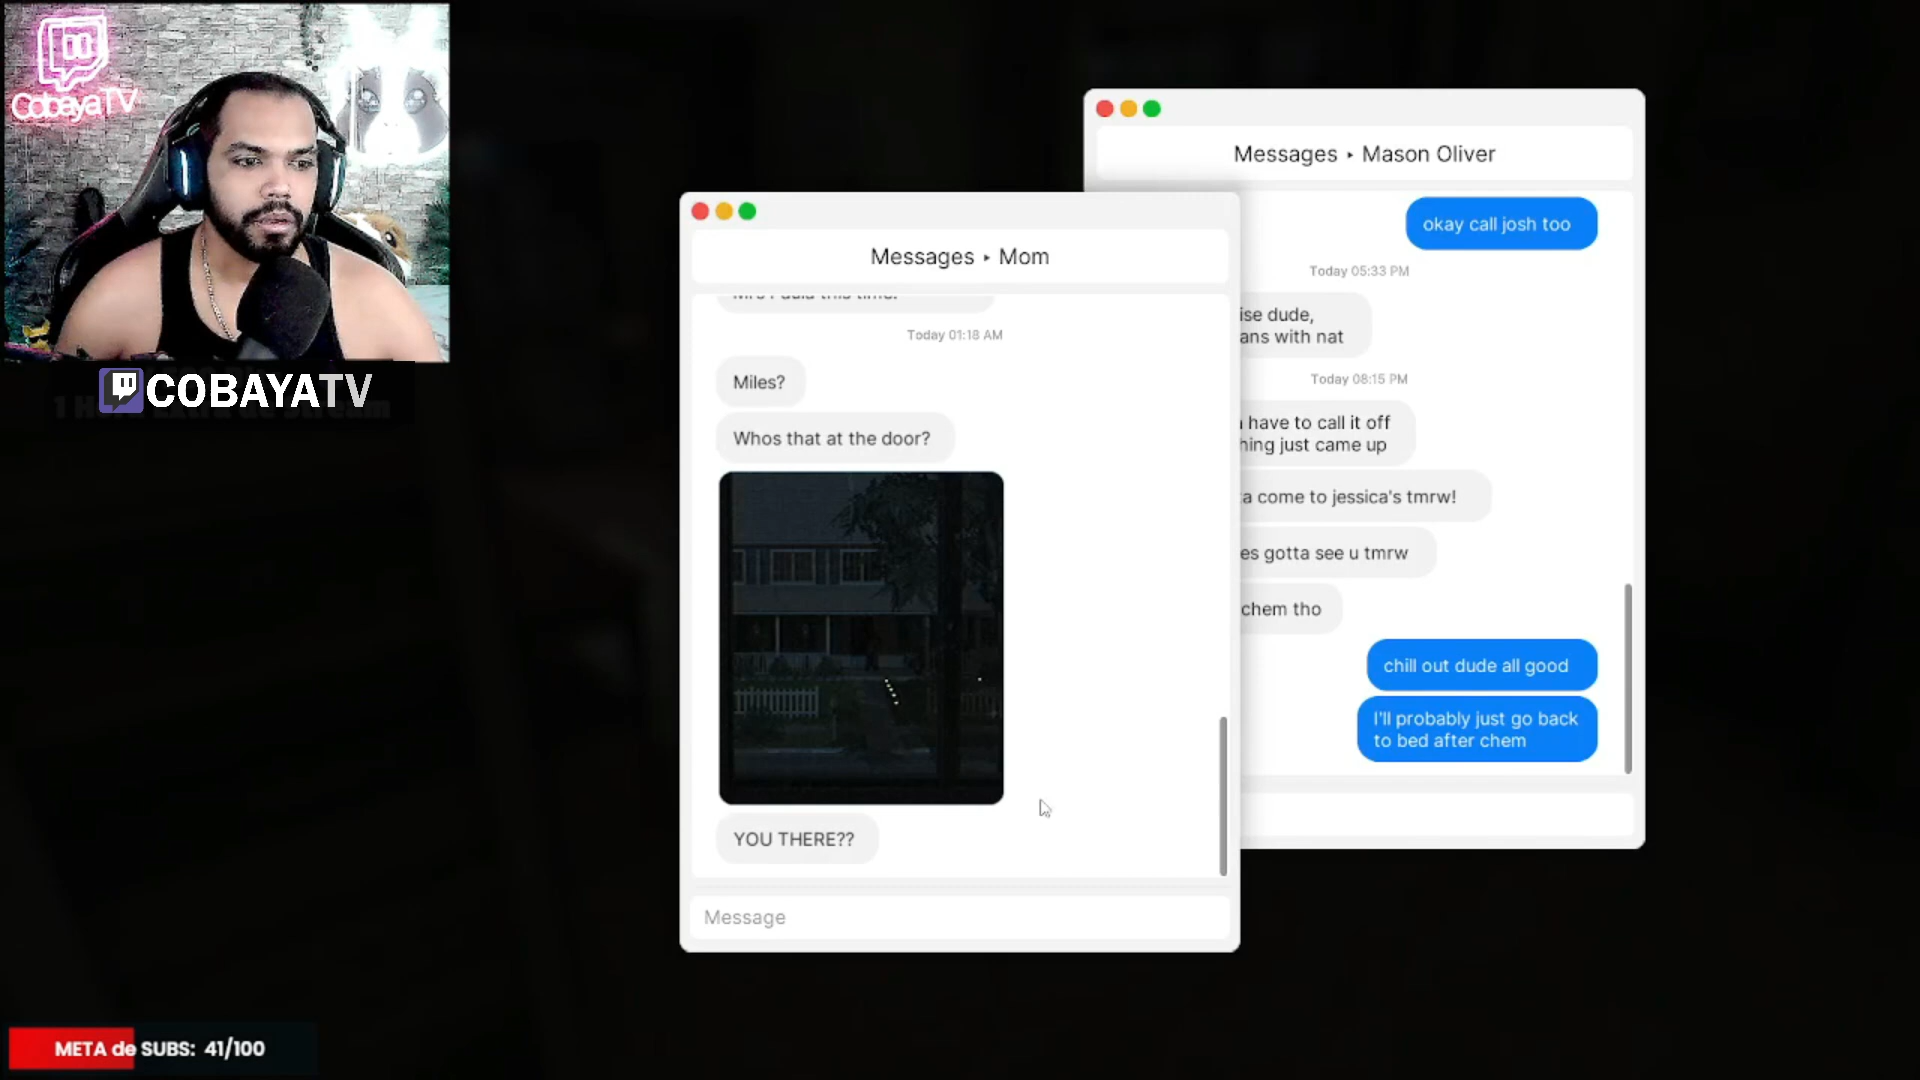 CobayaTV
COBAYATV
Messages ▸ Mason Oliver
okay call josh too
Today 05:33 PM
ise dude,
ans with nat
Today 08:15 PM
have to call it off
hing just came up
a come to jessica's tmrw!
es gotta see u tmrw
chem tho
chill out dude all good
I'll probably just go back
to bed after chem
Messages ▸ Mom
Today 01:18 AM
Miles?
Whos that at the door?
YOU THERE??
Message
META de SUBS: 41/100